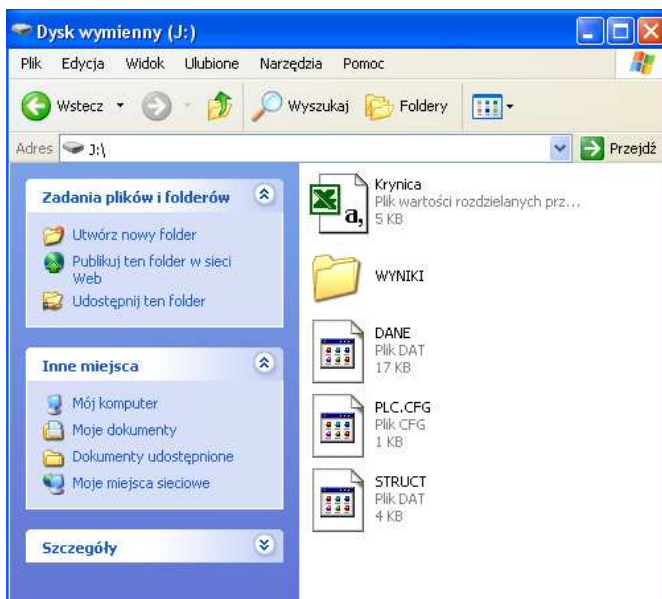 Dysk wymienny (J:)
Plik Edycja Widok Ulubione Narzędzia Pomoc
Wstecz Wyszukaj Foldery
Adres J:\ Przejdź
Zadania plików i folderów
Utwórz nowy folder
Publikuj ten folder w sieci
Web
Udostępnij ten folder
Inne miejsca
Mój komputer
Moje dokumenty
Dokumenty udostępnione
Moje miejsca sieciowe
Szczegóły
a,
Krynica
Plik wartości rozdzielanych prz...
5 KB
WYNIKI
DANE
Plik DAT
17 KB
PLC.CFG
Plik CFG
1 KB
STRUCT
Plik DAT
4 KB